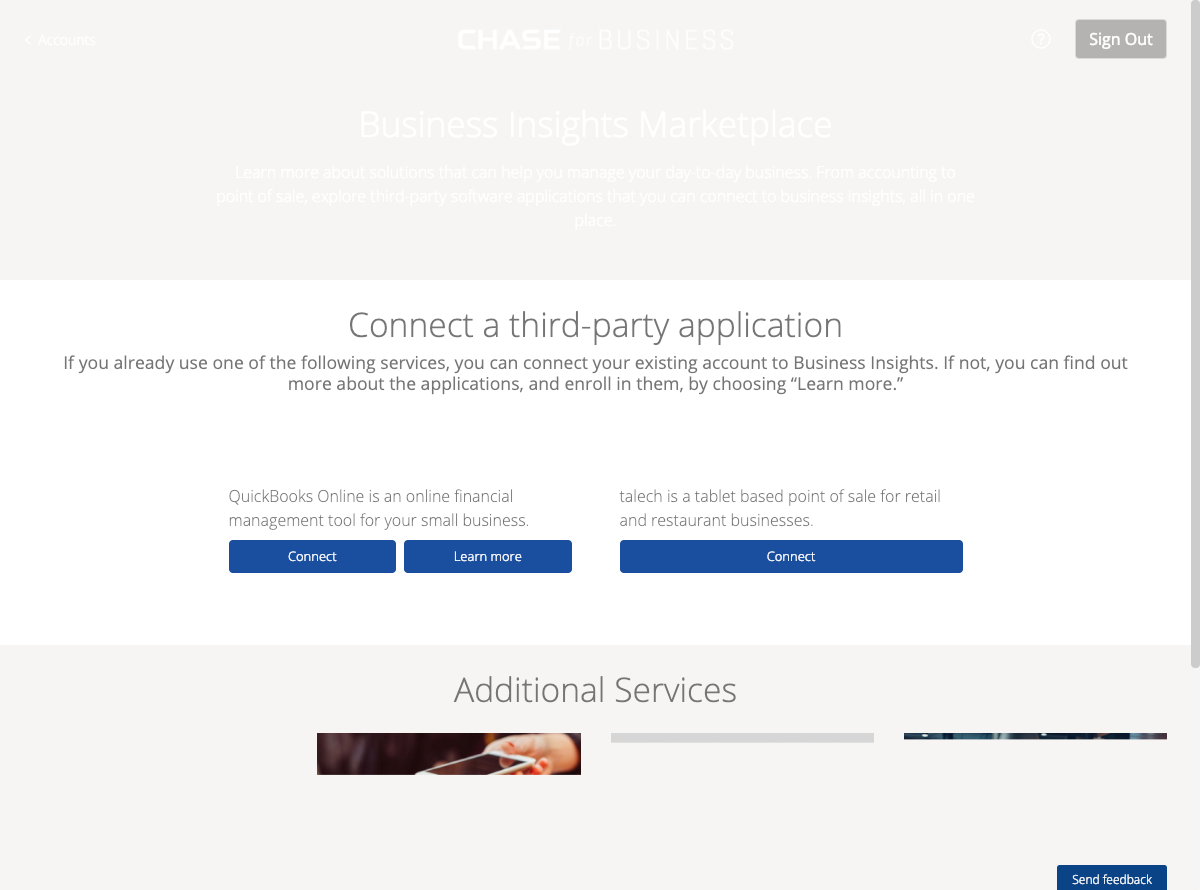 Accounts
CHASE for BUSINESS
?
Sign Out
Business Insights Marketplace
Learn more about solutions that can help you manage your day-to-day business. From accounting to
point of sale, explore third-party software applications that you can connect to business insights, all in one
place.
Connect a third-party application
If you already use one of the following services, you can connect your existing account to Business Insights. If not, you can find out
more about the applications, and enroll in them, by choosing “Learn more.”
QuickBooks Online is an online financial
management tool for your small business.
Connect
Learn more
talech is a tablet based point of sale for retail
and restaurant businesses.
Connect
Additional Services
Send feedback